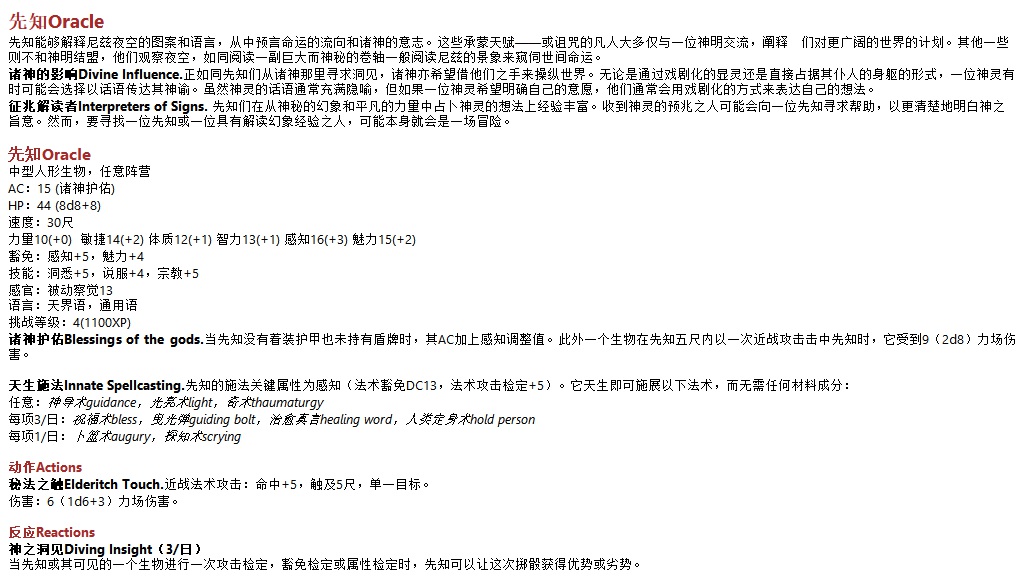 先知Oracle
先知能够解释尼兹夜空的图案和语言，从中预言命运的流向和诸神的意志。这些承蒙天赋——或诅咒的凡人大多仅与一位神明交流，阐释　们对更广阔的世界的计划。其他一些
则不和神明结盟，他们观察夜空，如同阅读一副巨大而神秘的卷轴一般阅读尼兹的景象来窥伺世间命运。
诸神的影响Divine Influence.正如同先知们从诸神那里寻求洞见，诸神亦希望借他们之手来操纵世界。无论是通过戏剧化的显灵还是直接占据其仆人的身躯的形式，一位神灵有
时可能会选择以话语传达其神谕。虽然神灵的话语通常充满隐喻，但如果一位神灵希望明确自己的意愿，他们通常会用戏剧化的方式来表达自己的想法。
征兆解读者Interpreters of Signs. 先知们在从神秘的幻象和平凡的力量中占卜神灵的想法上经验丰富。收到神灵的预兆之人可能会向一位先知寻求帮助，以更清楚地明白神之
旨意。然而，要寻找一位先知或一位具有解读幻象经验之人，可能本身就会是一场冒险。
先知Oracle
中型人形生物，任意阵营
AC：15 (诸神护佑)
HP：44 (8d8+8)
速度：30尺
力量10(+0) 敏捷14(+2) 体质12(+1) 智力13(+1) 感知16(+3) 魅力15(+2)
豁免：感知+5，魅力+4
技能：洞悉+5，说服+4，宗教+5
感官：被动察觉13
语言：天界语，通用语
挑战等级：4(1100XP)
诸神护佑Blessings of the gods.当先知没有着装护甲也未持有盾牌时，其AC加上感知调整值。此外一个生物在先知五尺内以一次近战攻击击中先知时，它受到9（2d8）力场伤
害。
天生施法Innate Spellcasting.先知的施法关键属性为感知（法术豁免DC13，法术攻击检定+5）。它天生即可施展以下法术，而无需任何材料成分：
任意：神导术guidance，光亮术light，奇术thaumaturgy
每项3/日：祝福术bless，曳光弹guiding bolt，治愈真言healing word，人类定身术hold person
每项1/日：卜筮术augury，探知术scrying
动作Actions
秘法之触Elderitch Touch.近战法术攻击：命中+5，触及5尺，单一目标。
伤害：6（1d6+3）力场伤害。
反应Reactions
神之洞见Diving Insight（3/日）
当先知或其可见的一个生物进行一次攻击检定，豁免检定或属性检定时，先知可以让这次掷骰获得优势或劣势。